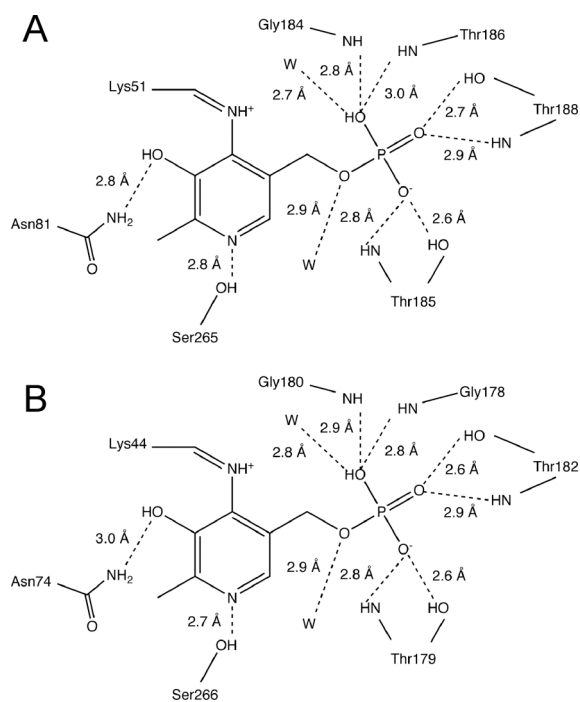 A
Gly184
NH
HN
Thr186
W
2.8 Å
HO
Lys51
2.7 Å
3.0 Å
2.7 Å
Thr188
NH+
HO
O
HN
HO
P
2.9 Å
2.8 Å
O
O-
2.9 Å
2.8 Å
2.6 Å
Asn81
NH2
N
HO
2.8 Å
W
HN
O
OH
Thr185
Ser265
B
Gly180
NH
HN
Gly178
W
2.9 Å
HO
Lys44
2.8 Å
2.8 Å
2.6 Å
Thr182
NH+
HO
O
HN
HO
P
2.9 Å
3.0 Å
O
O-
2.9 Å
2.8 Å
2.6 Å
Asn74
NH2
N
HO
2.7 Å
W
HN
O
OH
Thr179
Ser266